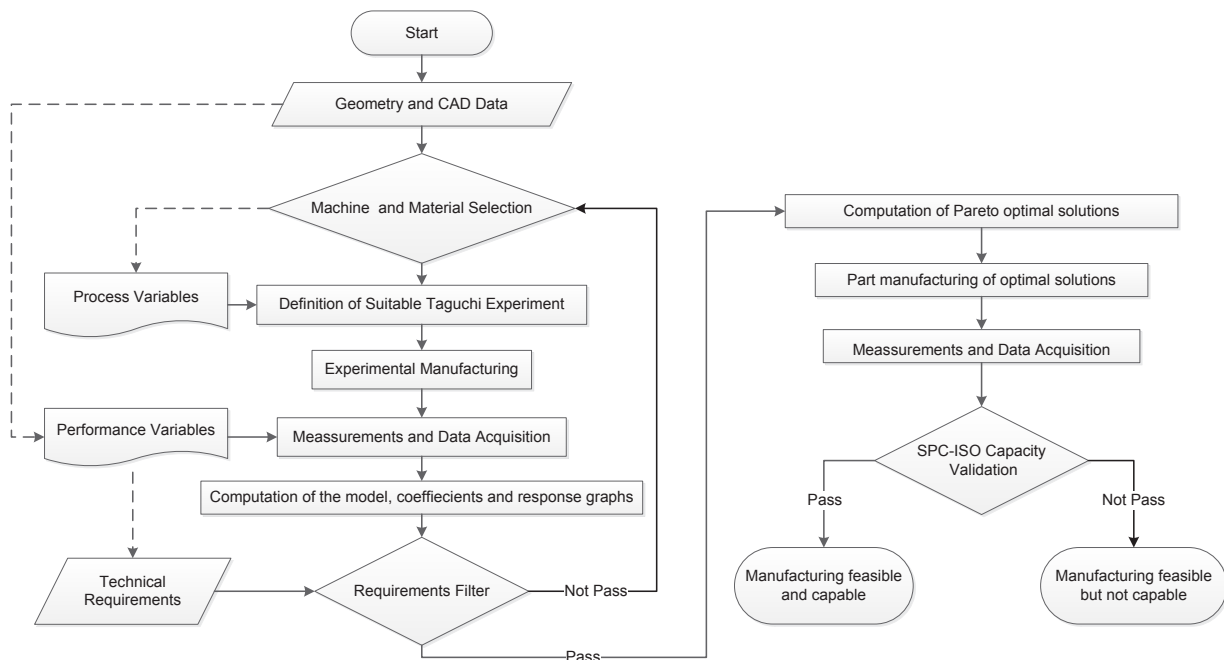 Start
Geometry and CAD Data
Machine and Material Selection
Process Variables
Definition of Suitable Taguchi Experiment
Experimental Manufacturing
Performance Variables
Meassurements and Data Acquisition
Computation of the model, coeffiecients and response graphs
Technical
Requirements
Requirements Filter
Not Pass
Pass
Computation of Pareto optimal solutions
Part manufacturing of optimal solutions
Meassurements and Data Acquisition
SPC-ISO Capacity
Validation
Pass
Not Pass
Manufacturing feasible
and capable
Manufacturing feasible
but not capable